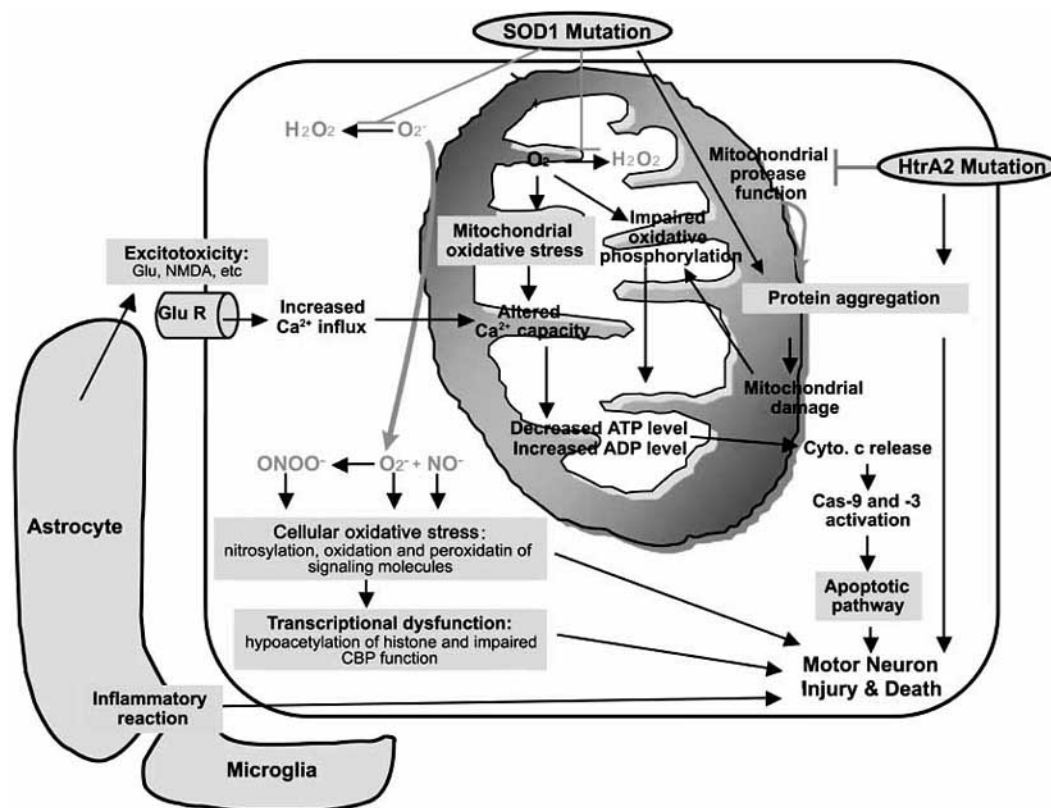 SOD1 Mutation
H2O2
O2-
O2
H2O2
Mitochondrial
protease
function
HtrA2 Mutation
Mitochondrial
oxidative stress
Impaired
oxidative
phosphorylation
Excitotoxicity:
Glu, NMDA, etc
Glu R
Increased
Ca2+ influx
Altered
Ca2+ capacity
Protein aggregation
Mitochondrial
damage
Decreased ATP level
Increased ADP level
Cyto. c release
ONOO-
O2- + NO-
Cas-9 and -3
activation
Astrocyte
Cellular oxidative stress:
nitrosylation, oxidation and peroxidatin of
signaling molecules
Apoptotic
pathway
Transcriptional dysfunction:
hypoacetylation of histone and impaired
CBP function
Motor Neuron
Injury & Death
Inflammatory
reaction
Microglia